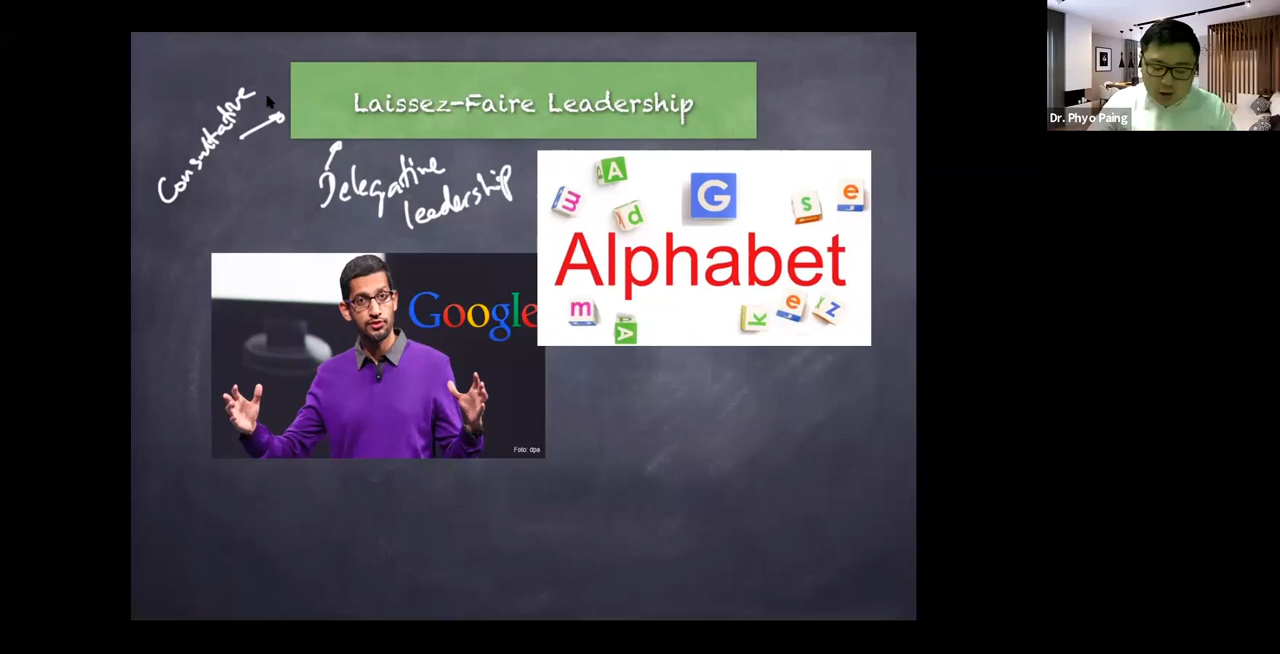 Laissez-Faire Leadership
Consultative
Delegative
leadership
A
m
d
G
s
e
Alphabet
m
A
k
e
z
Google
Foto: dpa
Dr. Phyo Paing